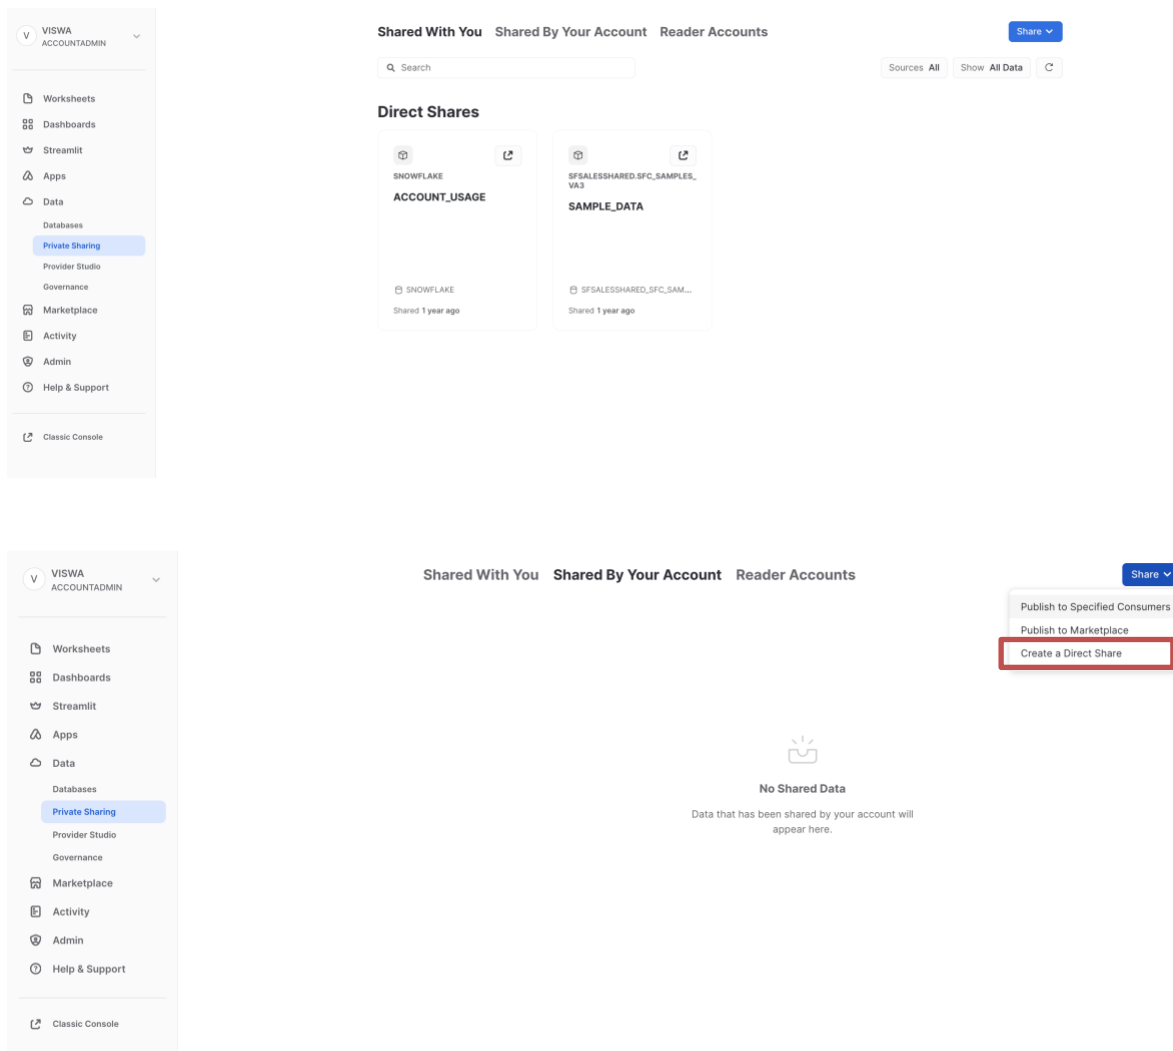 V VISWA
ACCOUNTADMIN
Worksheets
Dashboards
Streamlit
Apps
Data
Databases
Private Sharing
Provider Studio
Governance
Marketplace
Activity
Admin
Help & Support
Classic Console
Shared With You Shared By Your Account Reader Accounts
Share
Search
Sources All Show All Data
Direct Shares
SNOWFLAKE
ACCOUNT_USAGE
SNOWFLAKE
Shared 1 year ago
SFSALESSHARED.SFC_SAMPLES_
VA3
SAMPLE_DATA
SFSALESSHARED_SFC_SAM...
Shared 1 year ago
V VISWA
ACCOUNTADMIN
Worksheets
Dashboards
Streamlit
Apps
Data
Databases
Private Sharing
Provider Studio
Governance
Marketplace
Activity
Admin
Help & Support
Classic Console
Shared With You Shared By Your Account Reader Accounts
Share
Publish to Specified Consumers
Publish to Marketplace
Create a Direct Share
No Shared Data
Data that has been shared by your account will
appear here.